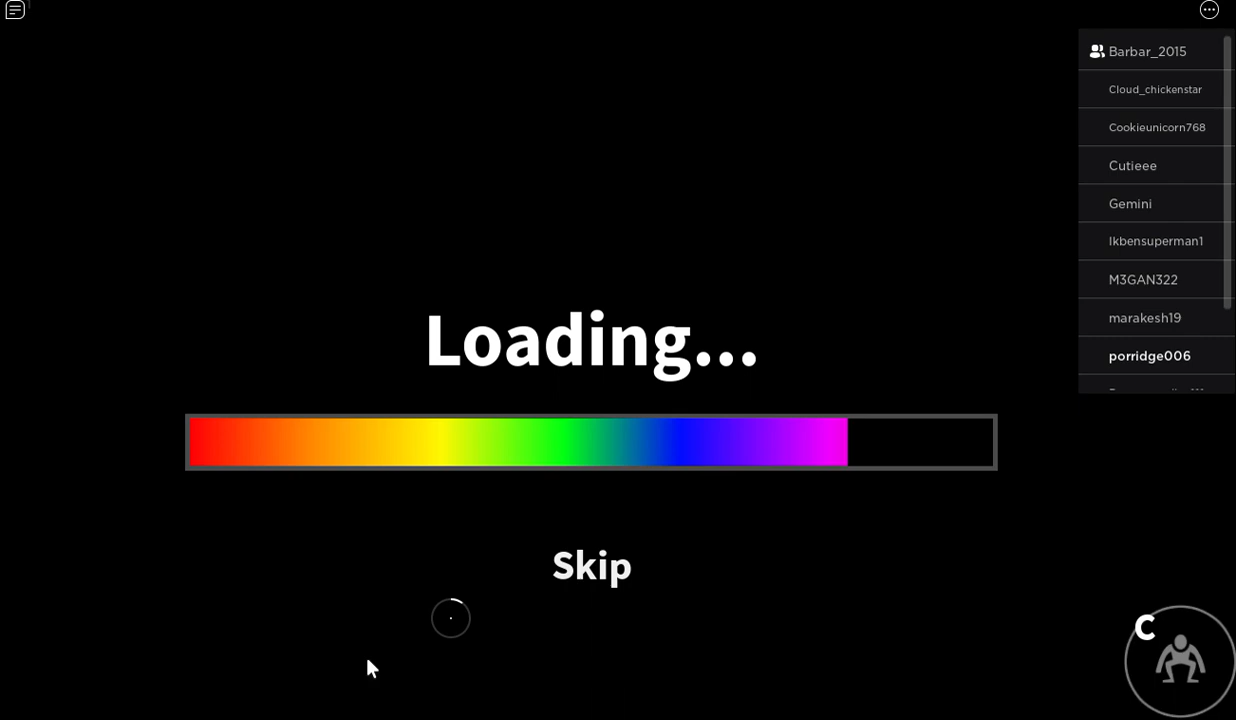 Barbar_2015
Cloud_chickenstar
Cookieunicorn768
Cutieee
Gemini
Ikbensuperman1
M3GAN322
marakesh19
porridge006
Loading...
Skip
C